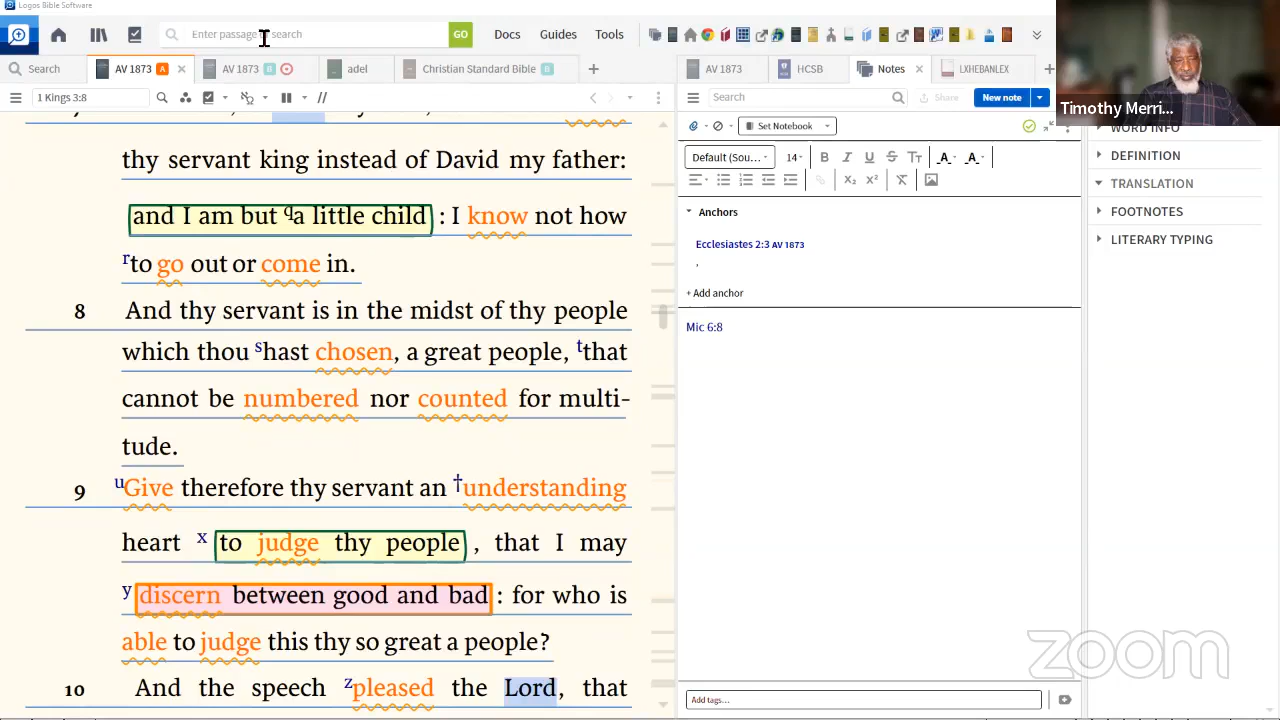 Logos Bible Software
Enter passage or search
GO
Docs
Guides
Tools
Search
AV 1873 A
AV 1873 B
adel
Christian Standard Bible B
AV 1873
HCSB
Notes
LXHEBANLEX
1 Kings 3:8
thy servant king instead of David my father:
and I am but q a little child : I know not how
r to go out or come in.
8 And thy servant is in the midst of thy people
which thou s hast chosen, a great people, t that
cannot be numbered nor counted for multi-
tude.
9 u Give therefore thy servant an † understanding
heart x to judge thy people , that I may
y discern between good and bad : for who is
able to judge this thy so great a people?
10 And the speech z pleased the Lord, that
Search
Share
New note
Set Notebook
Default (Sou...
14
B I U S TT A A
X2 X2
Anchors
Ecclesiastes 2:3 AV 1873
,
+ Add anchor
Mic 6:8
Add tags...
Timothy Merri...
WORD INFO
DEFINITION
TRANSLATION
FOOTNOTES
LITERARY TYPING
zoom